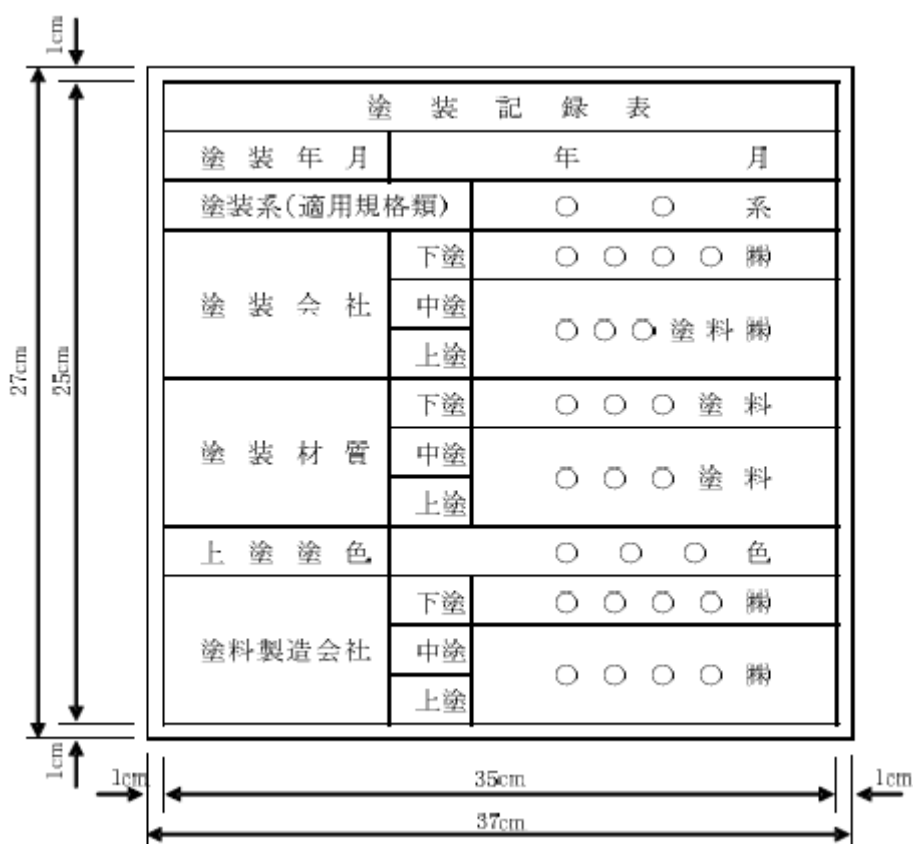 1cm
塗装記録表
塗装年月 年 月
塗装系(適用規格類) ○ ○ 系
塗装会社
下塗 ○○○○㈱
中塗
上塗
○○○塗料㈱
塗装材質
下塗 ○○○塗料
中塗
上塗
○○○塗料
上塗塗色 ○○○色
塗料製造会社
下塗 ○○○○㈱
中塗
上塗
○○○○㈱
27cm
25cm
1cm
1cm
35cm
1cm
37cm